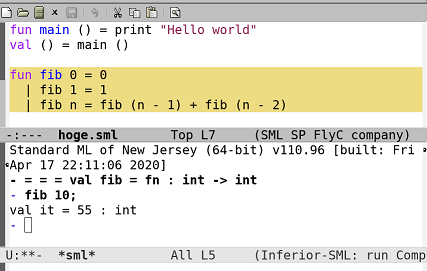 fun main () = print "Hello world"
val () = main ()
fun fib 0 = 0
| fib 1 = 1
| fib n = fib (n - 1) + fib (n - 2)
-:--- hoge.sml Top L7 (SML SP FlyC company)
Standard ML of New Jersey (64-bit) v110.96 [built: Fri
Apr 17 22:11:06 2020]
- = = = val fib = fn : int -> int
- fib 10;
val it = 55 : int
-
U:**- *sml* All L5 (Inferior-SML: run Comp